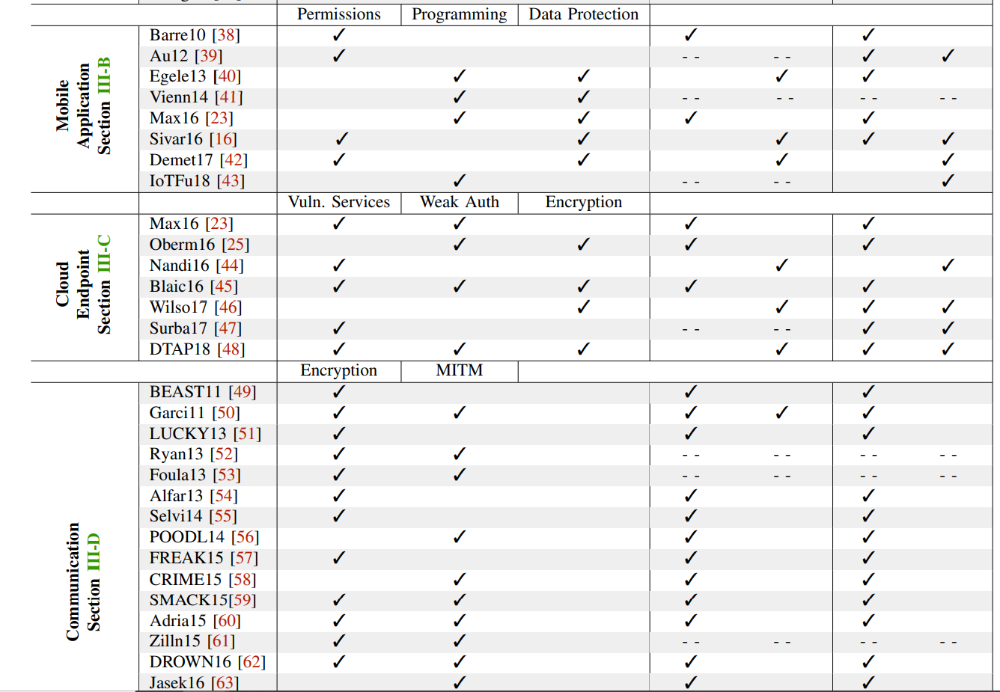 Permissions Programming Data Protection
Mobile
Application
Section III-B
Barre10 [38] ✓ ✓ ✓
Au12 [39] ✓ - - - - ✓ ✓
Egele13 [40] ✓ ✓ ✓ ✓
Vienn14 [41] ✓ ✓ - - - - - - - -
Max16 [23] ✓ ✓ ✓ ✓
Sivar16 [16] ✓ ✓ ✓ ✓ ✓
Demet17 [42] ✓ ✓ ✓ ✓
IoTFu18 [43] ✓ - - - - ✓
Vuln. Services Weak Auth Encryption
Cloud
Endpoint
Section III-C
Max16 [23] ✓ ✓ ✓ ✓
Oberm16 [25] ✓ ✓ ✓ ✓
Nandi16 [44] ✓ ✓ ✓
Blaic16 [45] ✓ ✓ ✓ ✓ ✓
Wilso17 [46] ✓ ✓ ✓ ✓
Surba17 [47] ✓ - - - - ✓ ✓
DTAP18 [48] ✓ ✓ ✓ ✓ ✓ ✓
Encryption MITM
Communication
Section III-D
BEAST11 [49] ✓ ✓ ✓
Garci11 [50] ✓ ✓ ✓ ✓ ✓
LUCKY13 [51] ✓ ✓ ✓
Ryan13 [52] ✓ ✓ - - - - - - - -
Foula13 [53] ✓ ✓ - - - - - - - -
Alfar13 [54] ✓ ✓ ✓
Selvi14 [55] ✓ ✓ ✓
POODL14 [56] ✓ ✓ ✓
FREAK15 [57] ✓ ✓ ✓
CRIME15 [58] ✓ ✓ ✓
SMACK15[59] ✓ ✓ ✓ ✓
Adria15 [60] ✓ ✓ ✓ ✓
Zilln15 [61] ✓ ✓ - - - - - - - -
DROWN16 [62] ✓ ✓ ✓ ✓
Jasek16 [63] ✓ ✓ ✓